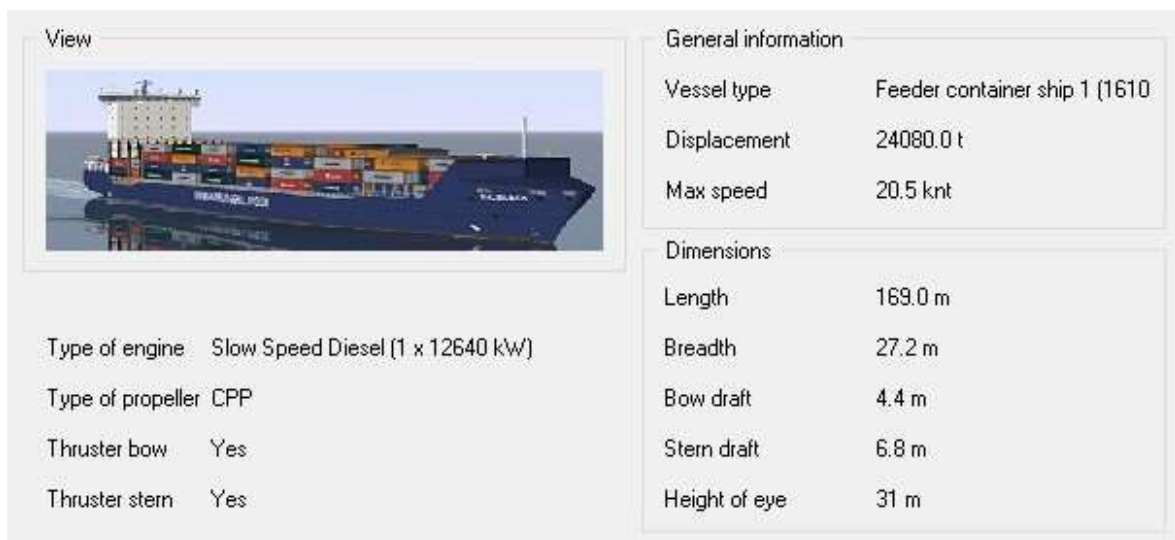 View
General information
Vessel type Feeder container ship 1 (1610
Displacement 24080.0 t
Max speed 20.5 knt
Dimensions
Length 169.0 m
Type of engine Slow Speed Diesel (1 x 12640 kW)
Breadth 27.2 m
Type of propeller CPP
Bow draft 4.4 m
Thruster bow Yes
Stern draft 6.8 m
Thruster stern Yes
Height of eye 31 m